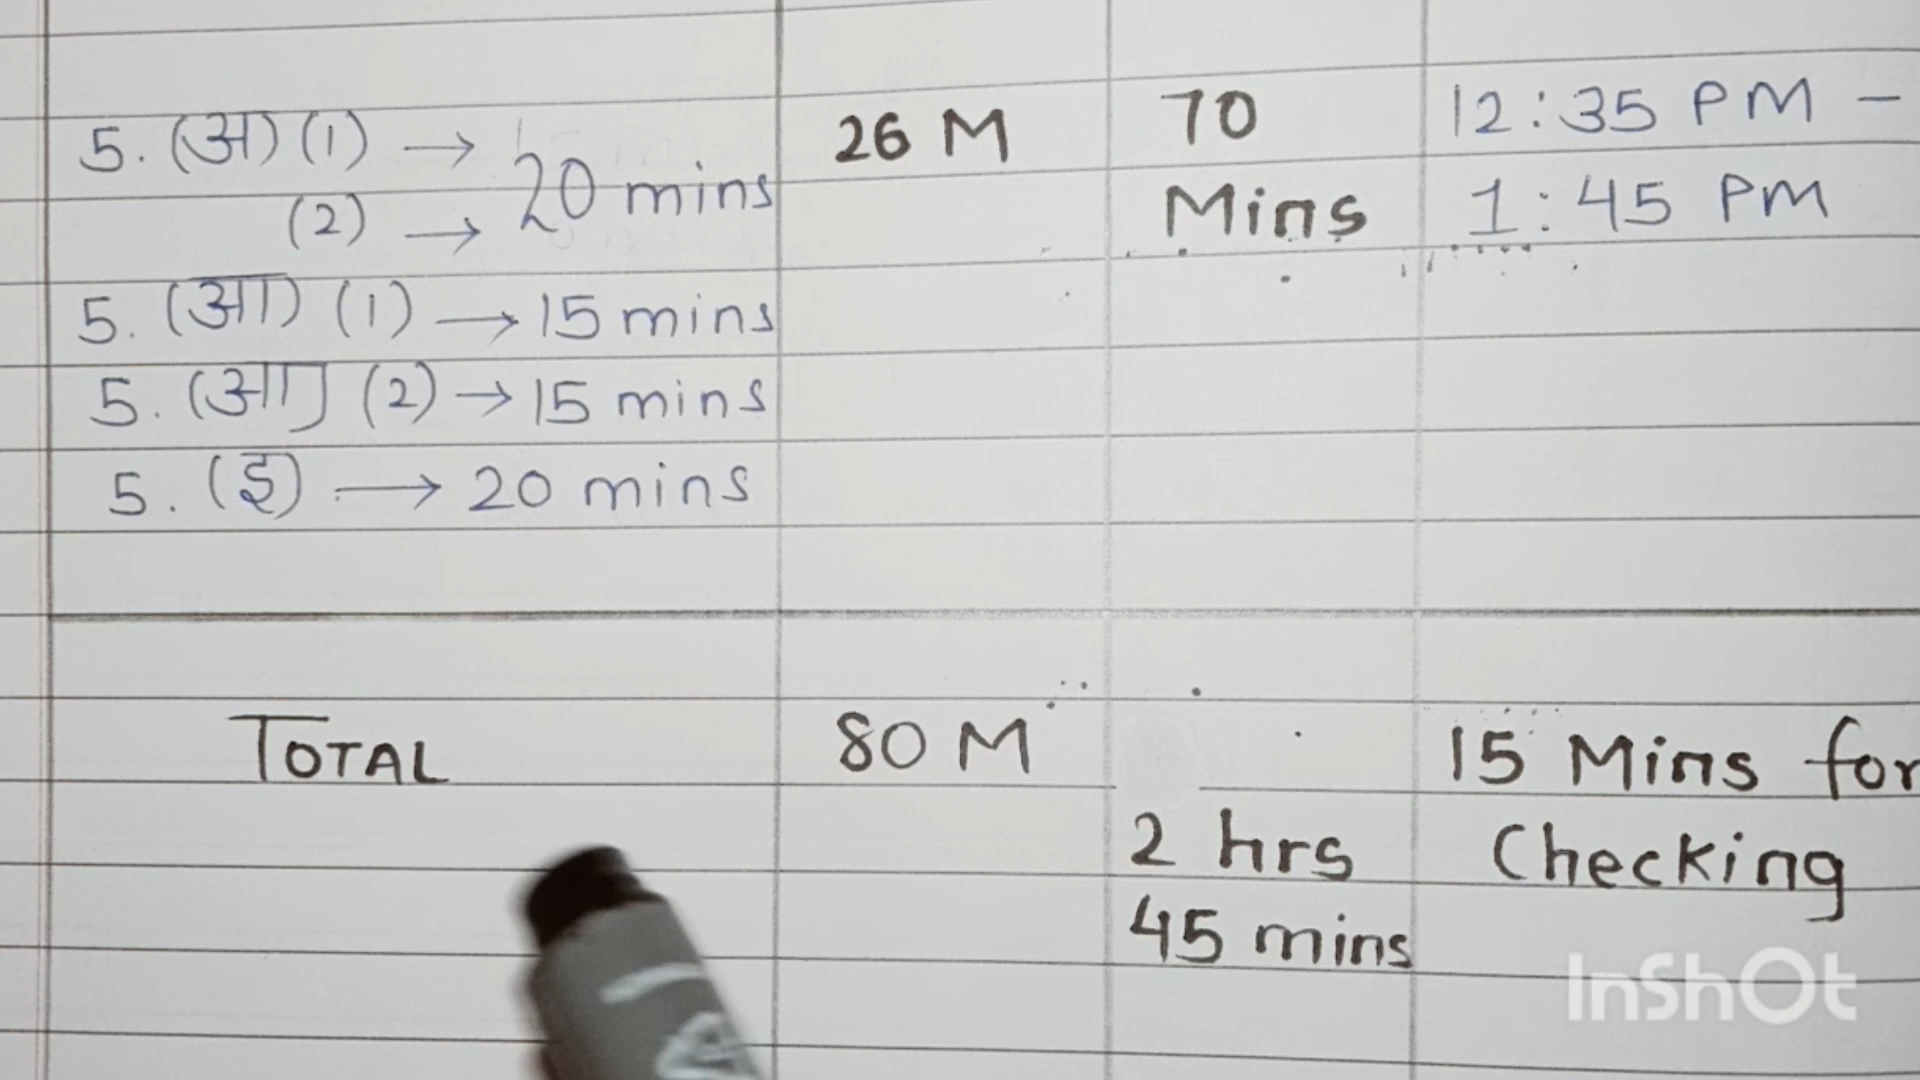 5. (अ) (1) → 20 mins 26 M 70 12:35 PM –
(2) → Mins 1:45 PM
5. (आ) (1) → 15 mins
5. (आ) (2) → 15 mins
5. (इ) → 20 mins
TOTAL 80 M 15 Mins for
2 hrs Checking
45 mins
InShOt